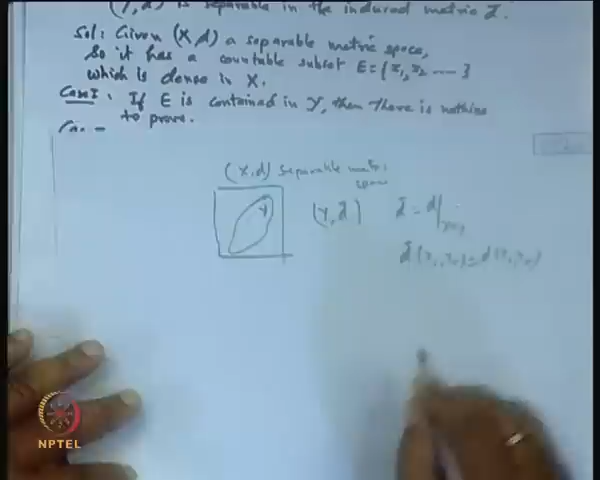 (Y, d̄) is separable in the induced metric d̄.
Sol: Given (X,d) a separable metric space,
So it has a countable subset E={x₁,x₂ ----}
which is dense in X.
Case I: If E is contained in Y, then there is nothing
to prove.
(X,d) separable metric
space
Y
(Y, d̄) d̄ = d|
NPTEL